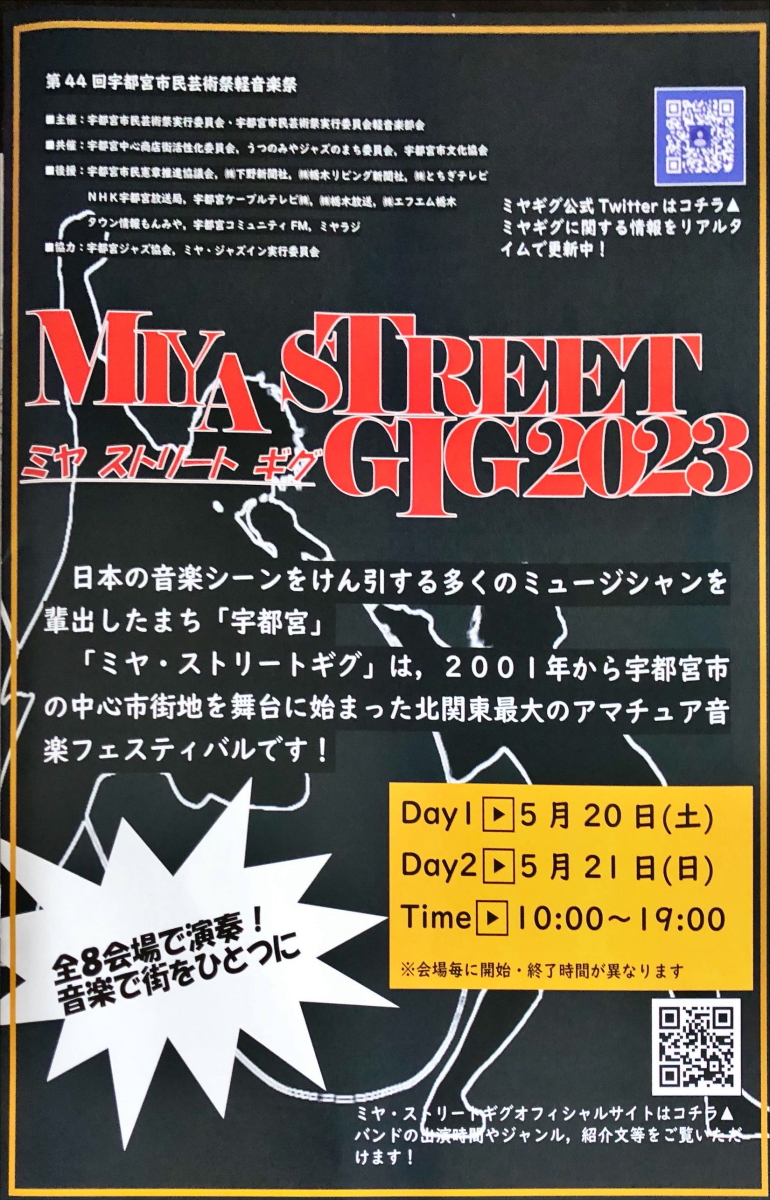 第44回宇都宮市民芸術祭軽音楽祭
■主催：宇都宮市民芸術祭実行委員会・宇都宮市民芸術祭実行委員会軽音楽部会
■共催：宇都宮中心商店街活性化委員会，うつのみやジャズのまち委員会，宇都宮市文化協会
■後援：宇都宮市民憲章推進協議会，㈱下野新聞社，㈱栃木リビング新聞社，㈱とちぎテレビ
NHK宇都宮放送局，宇都宮ケーブルテレビ㈱，㈱栃木放送，㈱エフエム栃木
タウン情報もんみや，宇都宮コミュニティFM，ミヤラジ
■協力：宇都宮ジャズ協会，ミヤ・ジャズイン実行委員会
ミヤギグ公式Twitterはコチラ▲
ミヤギグに関する情報をリアルタ
イムで更新中！
MIYA STREET
ミヤ ストリート ギグ
GIG2023
日本の音楽シーンをけん引する多くのミュージシャンを
輩出したまち「宇都宮」
「ミヤ・ストリートギグ」は，２００１年から宇都宮市
の中心市街地を舞台に始まった北関東最大のアマチュア音
楽フェスティバルです！
Day1▶5月20日(土)
Day2▶5月21日(日)
Time▶10:00～19:00
※会場毎に開始・終了時間が異なります
全8会場で演奏！
音楽で街をひとつに
ミヤ・ストリートギグオフィシャルサイトはコチラ▲
バンドの出演時間やジャンル，紹介文等をご覧いただ
けます！